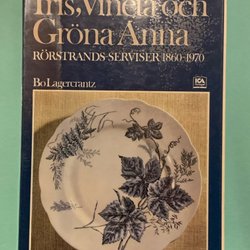 Iris, Vineta och
Gröna Anna
RÖRSTRANDS-SERVISER 1860-1970
ICA
Bo Lagercrantz